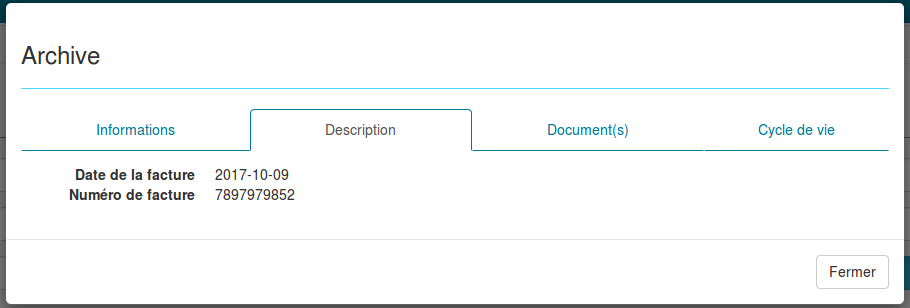 Archive
Informations Description Document(s) Cycle de vie
Date de la facture 2017-10-09
Numéro de facture 7897979852
Fermer